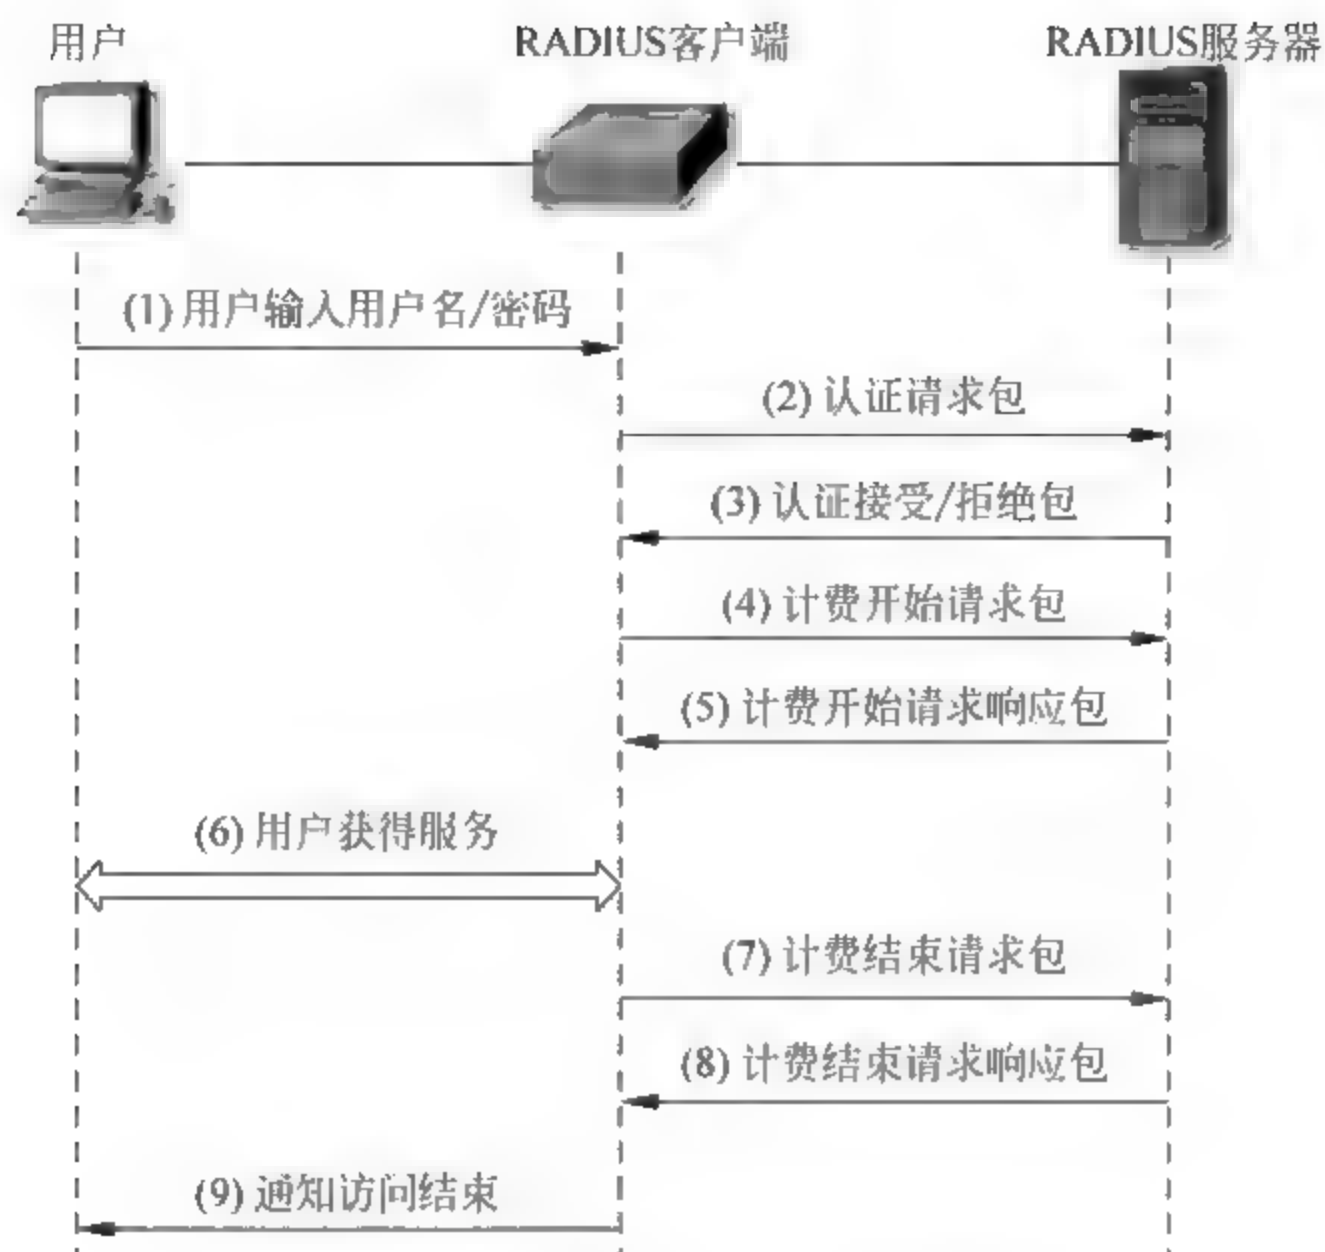 用户
RADIUS客户端
RADIUS服务器
(1) 用户输入用户名/密码
(2) 认证请求包
(3) 认证接受/拒绝包
(4) 计费开始请求包
(5) 计费开始请求响应包
(6) 用户获得服务
(7) 计费结束请求包
(8) 计费结束请求响应包
(9) 通知访问结束